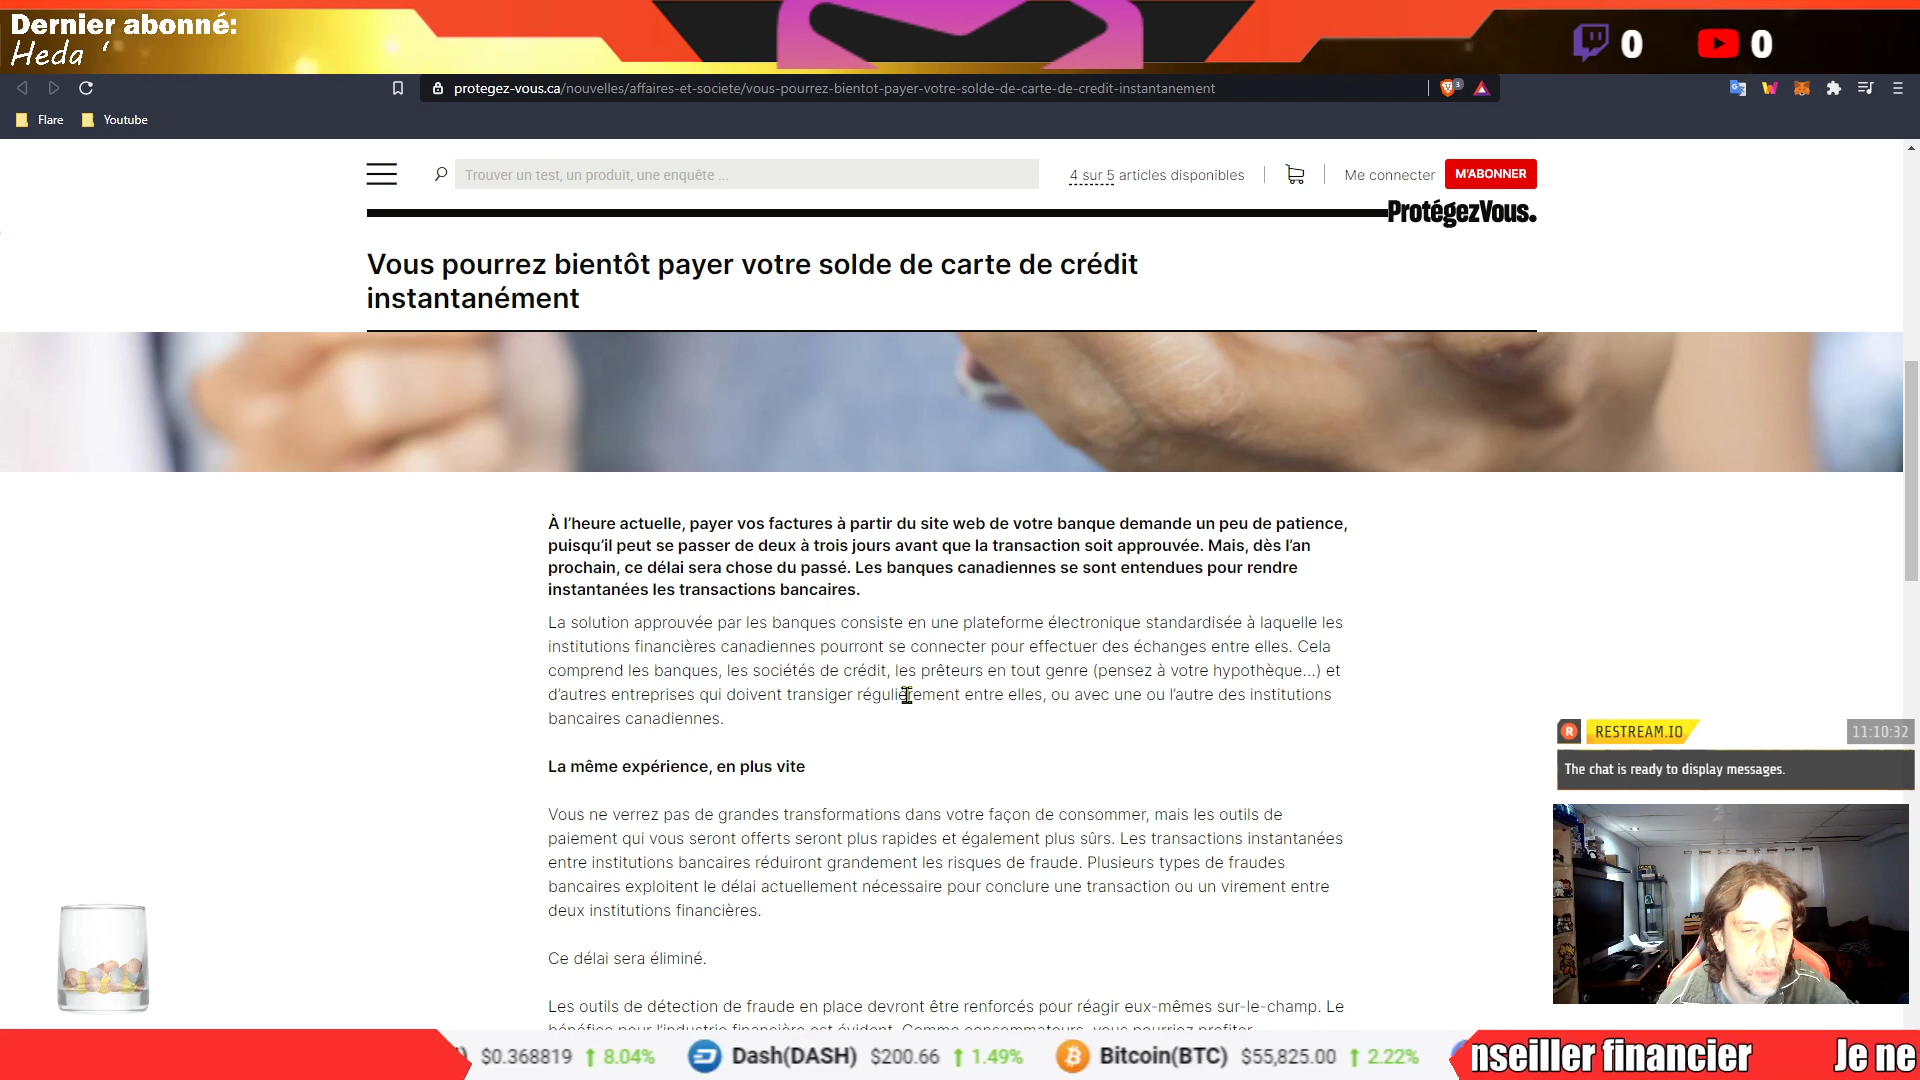 Dernier abonné:
Heda ‘
0
0
protegez-vous.ca/nouvelles/affaires-et-societe/vous-pourrez-bientot-payer-votre-solde-de-carte-de-credit-instantanement
3
Flare
Youtube
Trouver un test, un produit, une enquête ...
4 sur 5 articles disponibles
Me connecter
M'ABONNER
ProtégezVous.
Vous pourrez bientôt payer votre solde de carte de crédit
instantanément
À l’heure actuelle, payer vos factures à partir du site web de votre banque demande un peu de patience,
puisqu’il peut se passer de deux à trois jours avant que la transaction soit approuvée. Mais, dès l’an
prochain, ce délai sera chose du passé. Les banques canadiennes se sont entendues pour rendre
instantanées les transactions bancaires.
La solution approuvée par les banques consiste en une plateforme électronique standardisée à laquelle les
institutions financières canadiennes pourront se connecter pour effectuer des échanges entre elles. Cela
comprend les banques, les sociétés de crédit, les prêteurs en tout genre (pensez à votre hypothèque...) et
d’autres entreprises qui doivent transiger régulièrement entre elles, ou avec une ou l’autre des institutions
bancaires canadiennes.
La même expérience, en plus vite
Vous ne verrez pas de grandes transformations dans votre façon de consommer, mais les outils de
paiement qui vous seront offerts seront plus rapides et également plus sûrs. Les transactions instantanées
entre institutions bancaires réduiront grandement les risques de fraude. Plusieurs types de fraudes
bancaires exploitent le délai actuellement nécessaire pour conclure une transaction ou un virement entre
deux institutions financières.
Ce délai sera éliminé.
Les outils de détection de fraude en place devront être renforcés pour réagir eux-mêmes sur-le-champ. Le
bénéfice pour l’industrie financière est évident. Comme consommateurs, vous pourriez profiter
R RESTREAM.IO
11:10:32
The chat is ready to display messages.
) $0.368819 ↑ 8.04%
Dash(DASH) $200.66 ↑ 1.49%
Bitcoin(BTC) $55,825.00 ↑ 2.22%
nseiller financier
Je ne